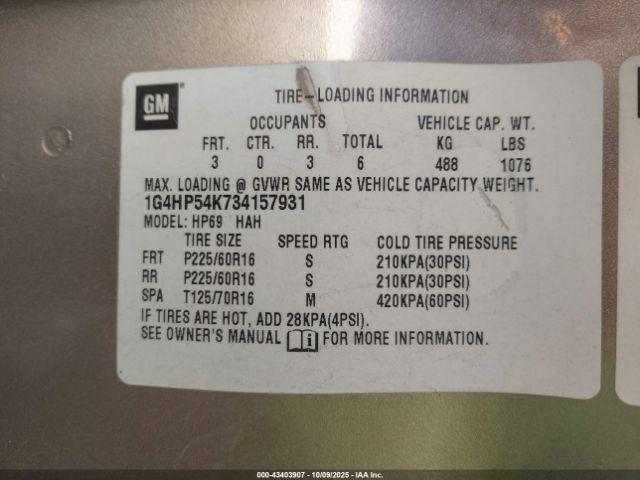 GM
TIRE-LOADING INFORMATION
OCCUPANTS VEHICLE CAP. WT.
FRT. CTR. RR. TOTAL KG LBS
3 0 3 6 488 1076
MAX. LOADING @ GVWR SAME AS VEHICLE CAPACITY WEIGHT.
1G4HP54K734157931
MODEL: HP69 HAH
TIRE SIZE SPEED RTG COLD TIRE PRESSURE
FRT P225/60R16 S 210KPA(30PSI)
RR P225/60R16 S 210KPA(30PSI)
SPA T125/70R16 M 420KPA(60PSI)
IF TIRES ARE HOT, ADD 28KPA(4PSI).
SEE OWNER'S MANUAL FOR MORE INFORMATION.
000-43403907 - 10/09/2025 - IAA Inc.